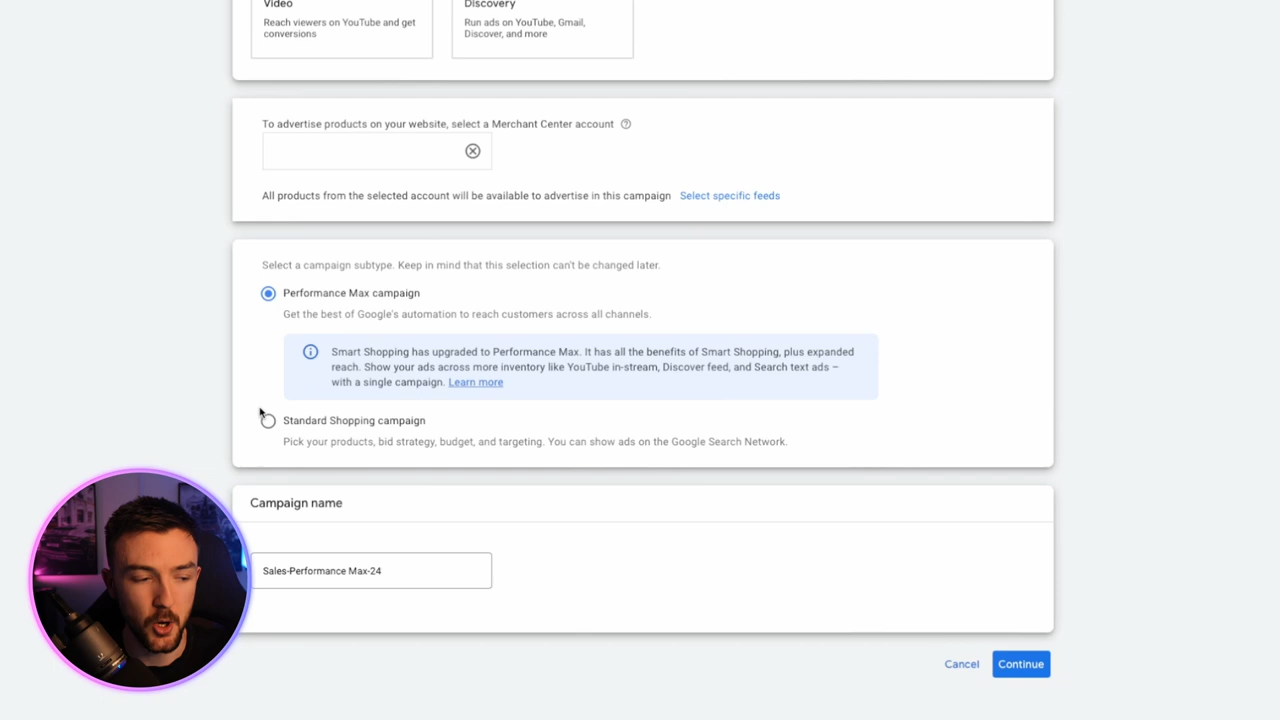 Video
Discovery
Reach viewers on YouTube and get
conversions
Run ads on YouTube, Gmail,
Discover, and more
To advertise products on your website, select a Merchant Center account
All products from the selected account will be available to advertise in this campaign Select specific feeds
Select a campaign subtype. Keep in mind that this selection can't be changed later.
Performance Max campaign
Get the best of Google's automation to reach customers across all channels.
Smart Shopping has upgraded to Performance Max. It has all the benefits of Smart Shopping, plus expanded
reach. Show your ads across more inventory like YouTube in-stream, Discover feed, and Search text ads –
with a single campaign. Learn more
Standard Shopping campaign
Pick your products, bid strategy, budget, and targeting. You can show ads on the Google Search Network.
Campaign name
Sales-Performance Max-24
Cancel
Continue